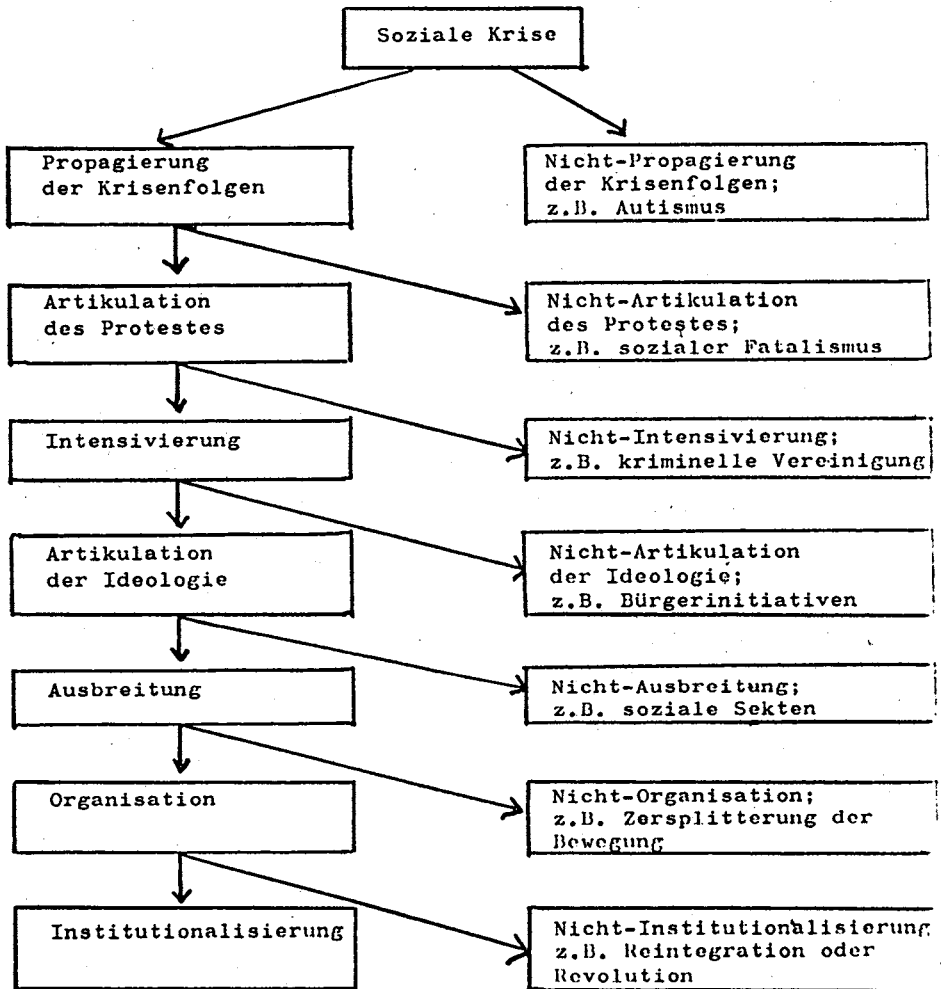 Soziale Krise
Propagierung
der Krisenfolgen
Nicht-Propagierung
der Krisenfolgen;
z.B. Autismus
Artikulation
des Protestes
Nicht-Artikulation
des Protestes;
z.B. sozialer Fatalismus
Intensivierung
Nicht-Intensivierung;
z.B. kriminelle Vereinigung
Artikulation
der Ideologie
Nicht-Artikulation
der Ideologie;
z.B. Bürgerinitiativen
Ausbreitung
Nicht-Ausbreitung;
z.B. soziale Sekten
Organisation
Nicht-Organisation;
z.B. Zersplitterung der
Bewegung
Institutionalisierung
Nicht-Institutionalisierung
z.B. Reintegration oder
Revolution